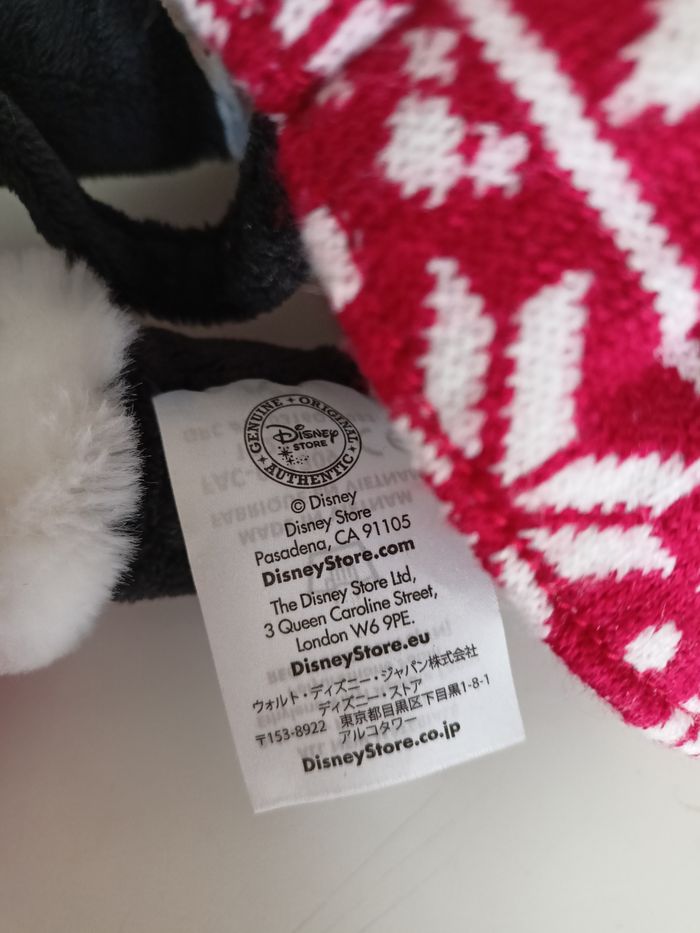 GENUINE • ORIGINAL
Disney
STORE
AUTHENTIC
© Disney
Disney Store
Pasadena, CA 91105
DisneyStore.com
The Disney Store Ltd,
3 Queen Caroline Street,
London W6 9PE.
DisneyStore.eu
ウォルト・ディズニー・ジャパン株式会社
ディズニー・ストア
〒153-8922 東京都目黒区下目黒1-8-1
アルコタワー
DisneyStore.co.jp